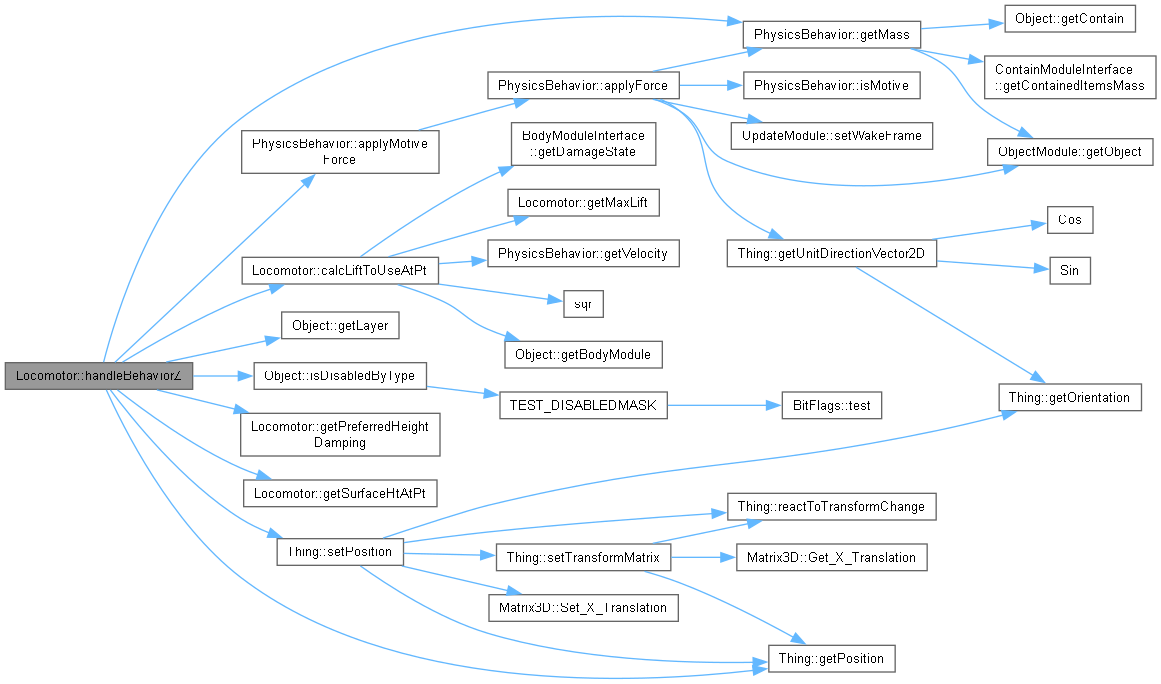 Object::getContain
PhysicsBehavior::getMass
ContainModuleInterface
::getContainedItemsMass
PhysicsBehavior::applyForce
PhysicsBehavior::isMotive
UpdateModule::setWakeFrame
BodyModuleInterface
::getDamageState
PhysicsBehavior::applyMotive
Force
ObjectModule::getObject
Locomotor::getMaxLift
Cos
PhysicsBehavior::getVelocity
Thing::getUnitDirectionVector2D
Locomotor::calcLiftToUseAtPt
Sin
sqr
Object::getLayer
Object::getBodyModule
Locomotor::handleBehaviorZ
Object::isDisabledByType
Thing::getOrientation
TEST_DISABLEDMASK
BitFlags::test
Locomotor::getPreferredHeight
Damping
Locomotor::getSurfaceHtAtPt
Thing::reactToTransformChange
Thing::setPosition
Thing::setTransformMatrix
Matrix3D::Get_X_Translation
Matrix3D::Set_X_Translation
Thing::getPosition